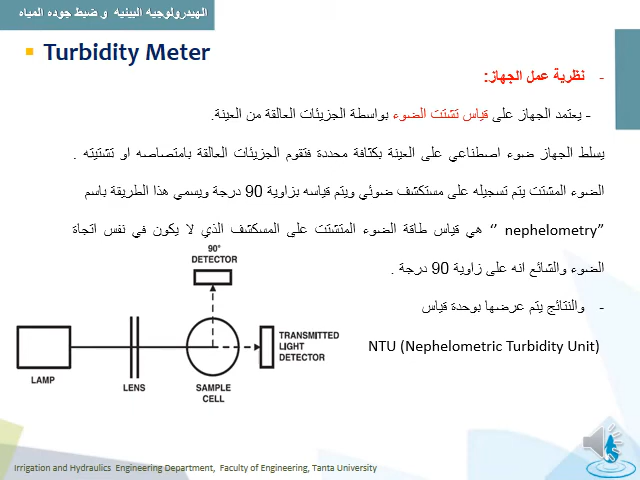 الهيدرولوجيه البيئيه و ضبط جوده المياه
Turbidity Meter
- نظرية عمل الجهاز:
- يعتمد الجهاز على قياس تشتت الضوء بواسطة الجزيئات العالقة من العينة.
يسلط الجهاز ضوء اصطناعي على العينة بكثافة محددة فتقوم الجزيئات العالقة بامتصاصه او تشتيته .
الضوء المشتت يتم تسجيله على مستكشف ضوئي ويتم قياسه بزاوية 90 درجة ويسمي هذا الطريقة باسم
”nephelometry “ هي قياس طاقة الضوء المتشتت على المسكشف الذي لا يكون في نفس اتجاة
الضوء والشائع انه على زاوية 90 درجة .
- والنتائج يتم عرضها بوحدة قياس
NTU (Nephelometric Turbidity Unit)
90°
DETECTOR
TRANSMITTED
LIGHT
DETECTOR
LAMP
LENS
SAMPLE
CELL
Irrigation and Hydraulics Engineering Department, Faculty of Engineering, Tanta University